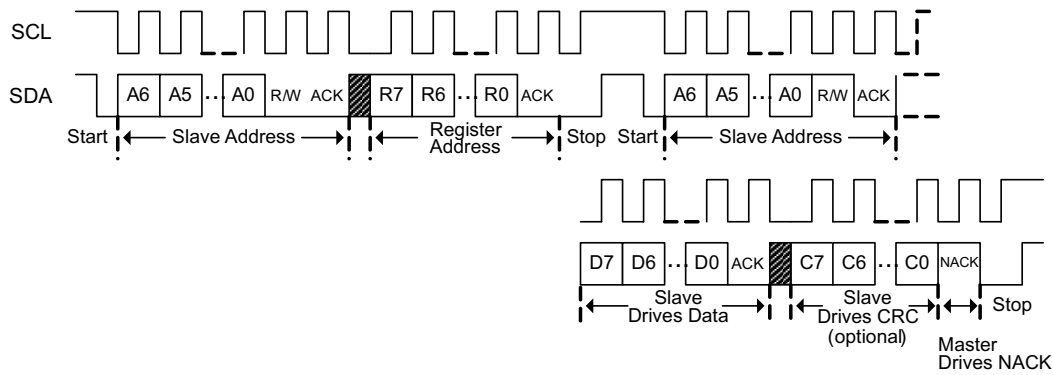 SCL
SDA
A6 A5 ... A0 R/W ACK R7 R6 ... R0 ACK A6 A5 ... A0 R/W ACK
Start Slave Address Register Address Stop Start Slave Address
D7 D6 ... D0 ACK C7 C6 ... C0 NACK
Slave Drives Data
Slave Drives CRC (optional)
Stop
Master Drives NACK